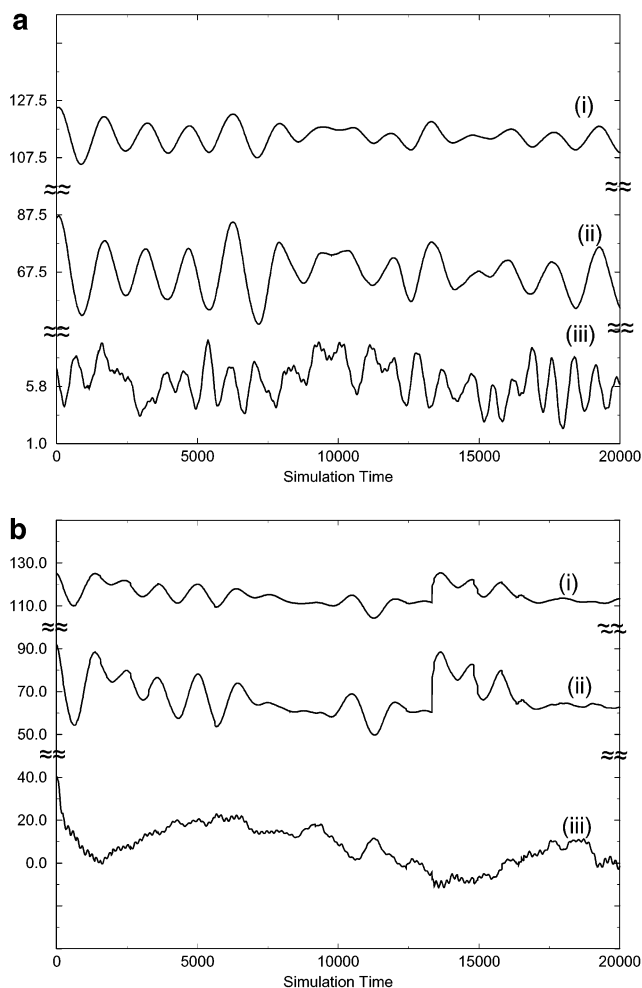 a
127.5
(i)
107.5
87.5
(ii)
67.5
(iii)
5.8
1.0
0 5000 10000 15000 20000
Simulation Time
b
130.0
(i)
110.0
90.0
70.0
(ii)
50.0
40.0
20.0
(iii)
0.0
0 5000 10000 15000 20000
Simulation Time